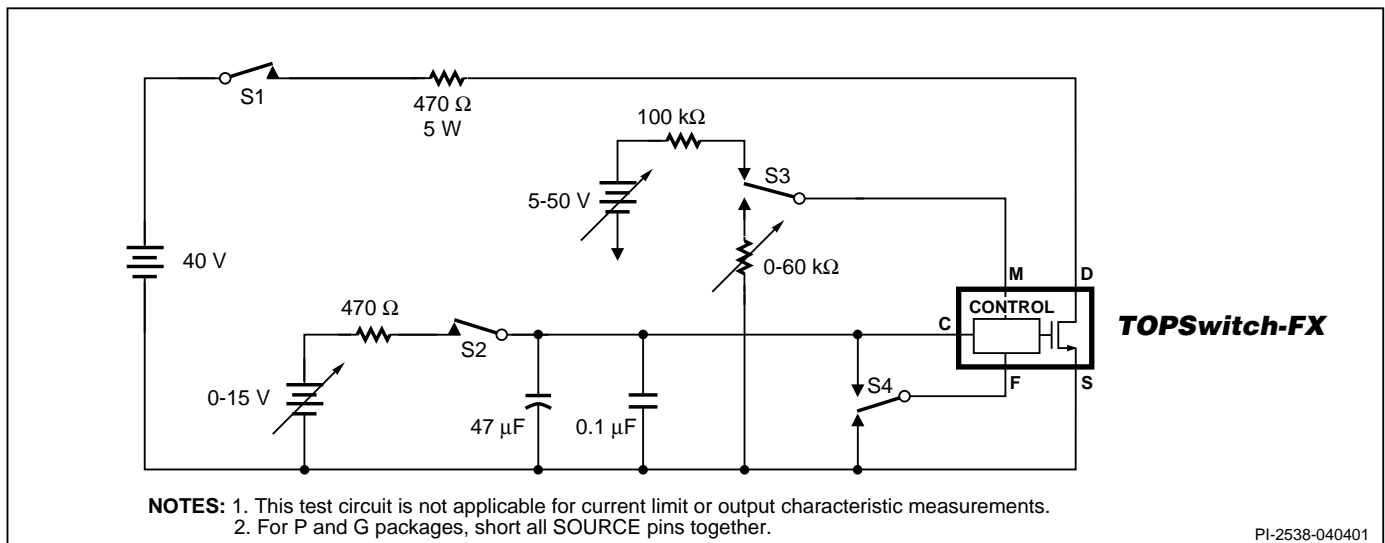 S1
470 Ω
5 W
100 kΩ
S3
5-50 V
40 V
0-60 kΩ
M
D
470 Ω
CONTROL
C
TOPSwitch-FX
S2
S4
F
S
0-15 V
47 µF
0.1 µF
NOTES: 1. This test circuit is not applicable for current limit or output characteristic measurements.
2. For P and G packages, short all SOURCE pins together.
PI-2538-040401